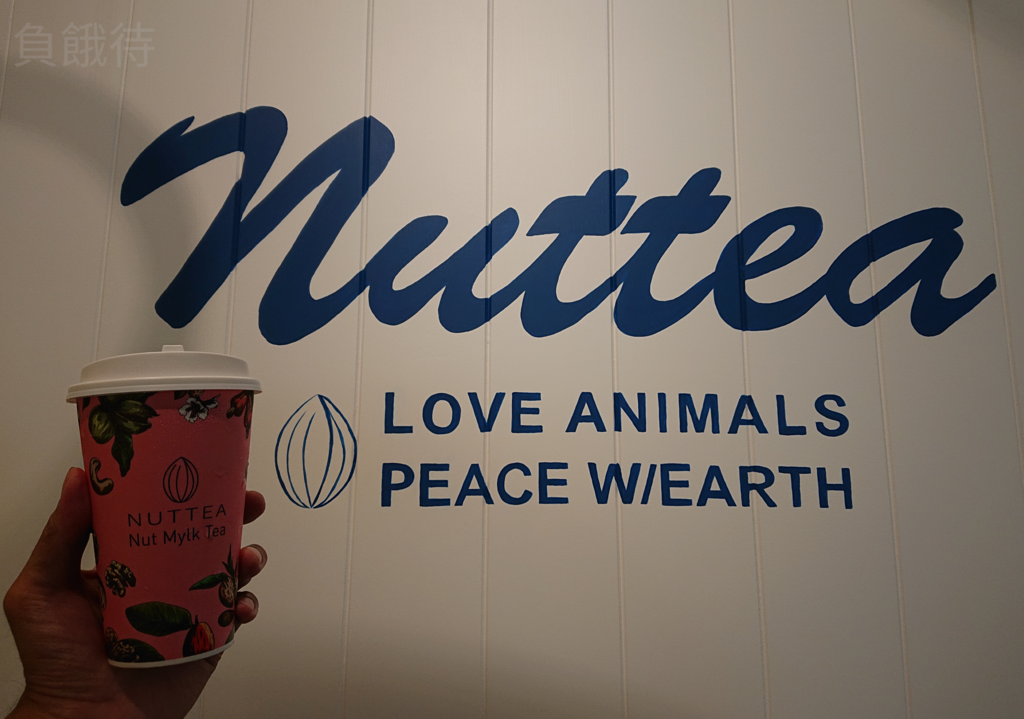 負餓待
Nuttea
LOVE ANIMALS
PEACE W/EARTH
NUTTEA
Nut Mylk Tea